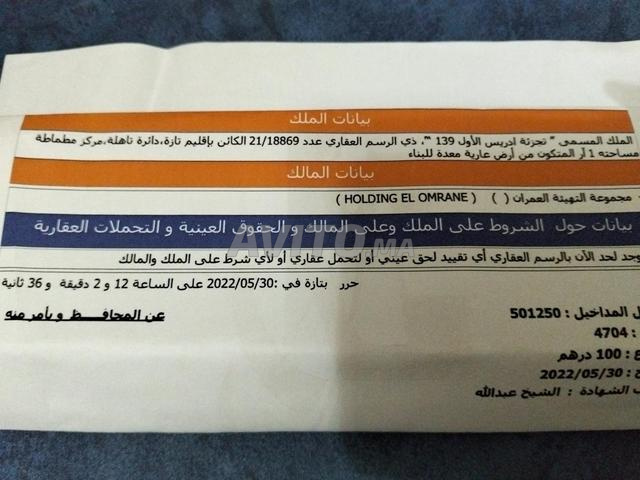 بيانات الملك
الملك المسمى " تجزئة ادريس الأول 139 "، ذي الرسم العقاري عدد 21/18869 الكائن بإقليم تازة،دائرة تاهلة،مركز مطماطة
مساحته 1 آر المتكون من أرض عارية معدة للبناء
بيانات المالك
- مجموعة التهيئة العمران ( ) ( HOLDING EL OMRANE )
بيانات حول الشروط على الملك وعلى المالك و الحقوق العينية و التحملات العقارية
AVITO.MA
وجد لحد الآن بالرسم العقاري أي تقييد لحق عيني أو لتحمل عقاري أو لأي شرط على الملك والمالك
حرر بتازة في :2022/05/30 على الساعة 12 و 2 دقيقة و 36 ثانية
عن المحافظ و بأمر منه
ل المداخيل : 501250
: 4704
ع : 100 درهم
خ : 2022/05/30
ب الشهادة : الشيخ عبدالله